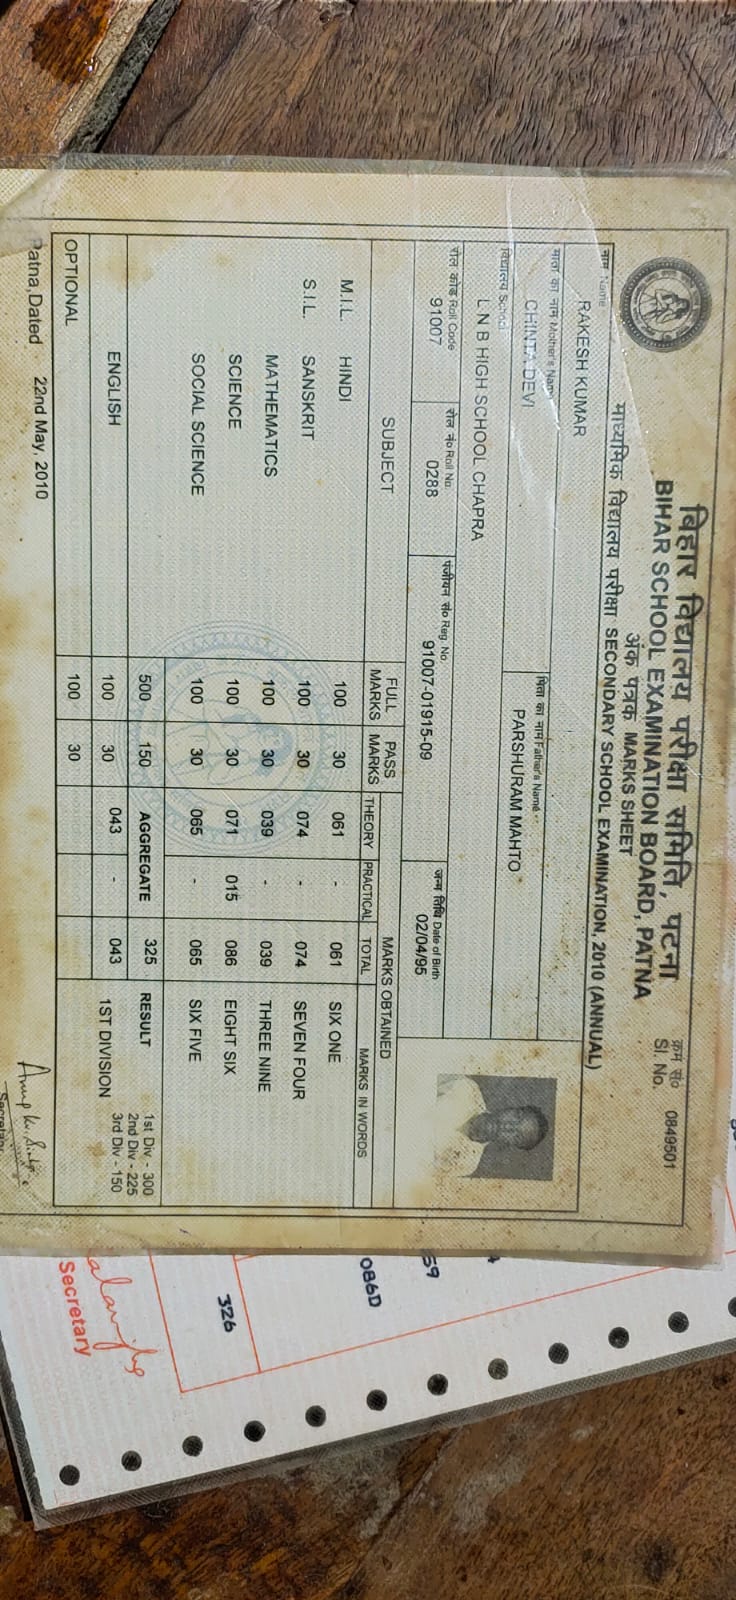 बिहार विद्यालय परीक्षा समिति, पटना
BIHAR SCHOOL EXAMINATION BOARD, PATNA
अंक पत्रक MARKS SHEET
क्रम सं०
Sl. No. 0849501
माध्यमिक विद्यालय परीक्षा SECONDARY SCHOOL EXAMINATION, 2010 (ANNUAL)
नाम Name
RAKESH KUMAR
माता का नाम Mother's Name पिता का नाम Father's Name
CHINTA DEVI PARSHURAM MAHTO
विद्यालय School
L N B HIGH SCHOOL CHAPRA
रोल कोड Roll Code रोल नं० Roll No. पंजीयन सं० Reg. No. जन्म तिथि Date of Birth
91007 0288 91007-01915-09 02/04/95
SUBJECT FULL MARKS PASS MARKS MARKS OBTAINED
THEORY PRACTICAL TOTAL MARKS IN WORDS
M.I.L. HINDI 100 30 061 - 061 SIX ONE
S.I.L. SANSKRIT 100 30 074 - 074 SEVEN FOUR
MATHEMATICS 100 30 039 - 039 THREE NINE
SCIENCE 100 30 071 015 086 EIGHT SIX
SOCIAL SCIENCE 100 30 065 - 065 SIX FIVE
500 150 AGGREGATE 325 RESULT 1st Div - 300
2nd Div - 225
3rd Div - 150
ENGLISH 100 30 043 - 043 1ST DIVISION
OPTIONAL 100 30
Patna,Dated 22nd May, 2010
Secretary
59
086D
326
Secretary